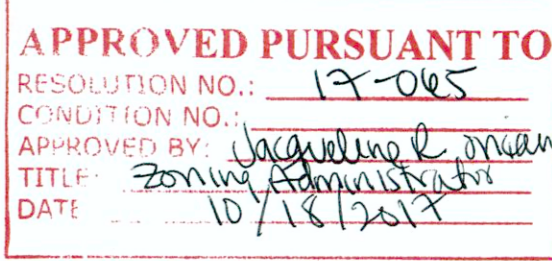 APPROVED PURSUANT TO
RESOLUTION NO.: 17-065
CONDITION NO.:
APPROVED BY: Jacqueline R.
TITLE: Zoning Administrator
DATE 10/18/2017